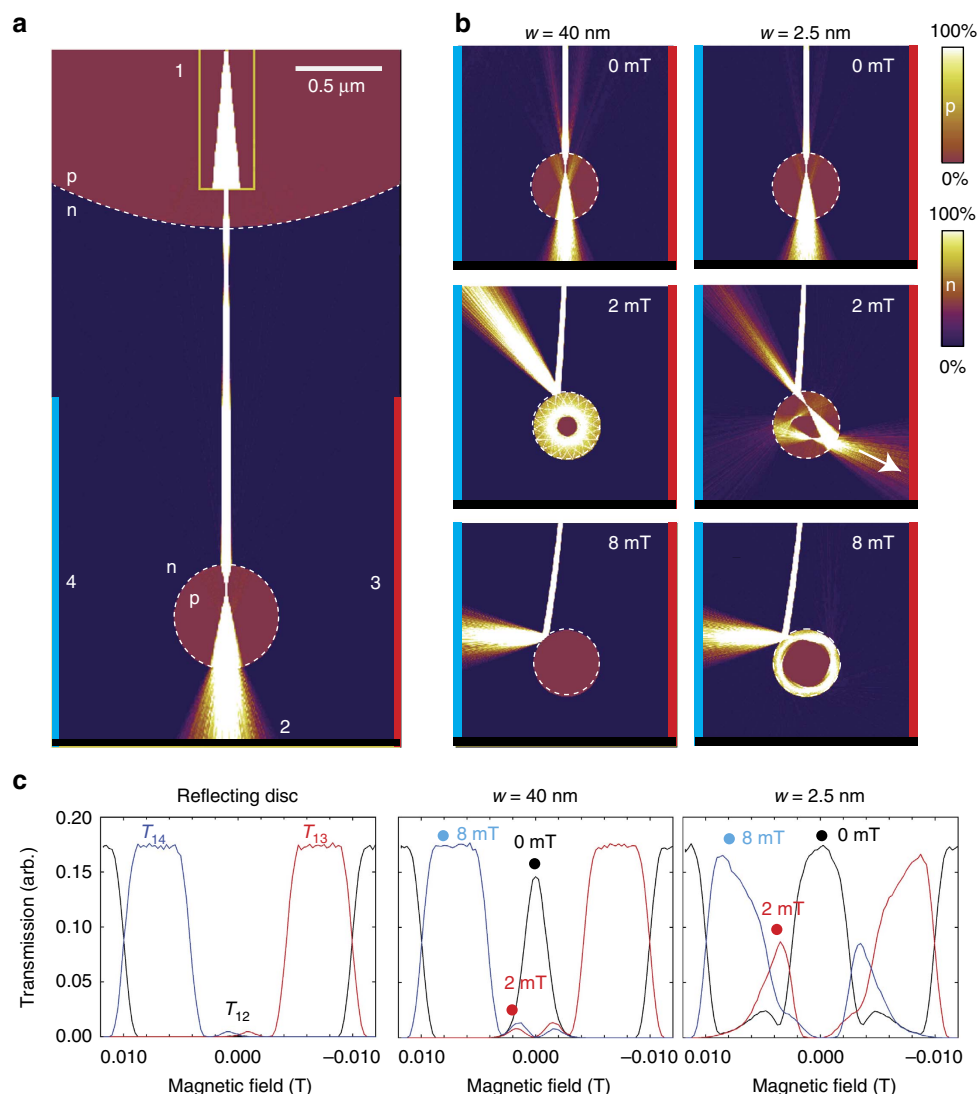 a
1
0.5 μm
p
n
n
p
4
3
2
b
w = 40 nm
w = 2.5 nm
0 mT
0 mT
2 mT
2 mT
8 mT
8 mT
100%
p
0%
100%
n
0%
c
Reflecting disc
w = 40 nm
w = 2.5 nm
Transmission (arb.)
0.20
0.15
0.10
0.05
0.00
T14
T13
T12
8 mT
0 mT
2 mT
8 mT
0 mT
2 mT
0.010
0.000
–0.010
0.010
0.000
–0.010
0.010
0.000
–0.010
Magnetic field (T)
Magnetic field (T)
Magnetic field (T)